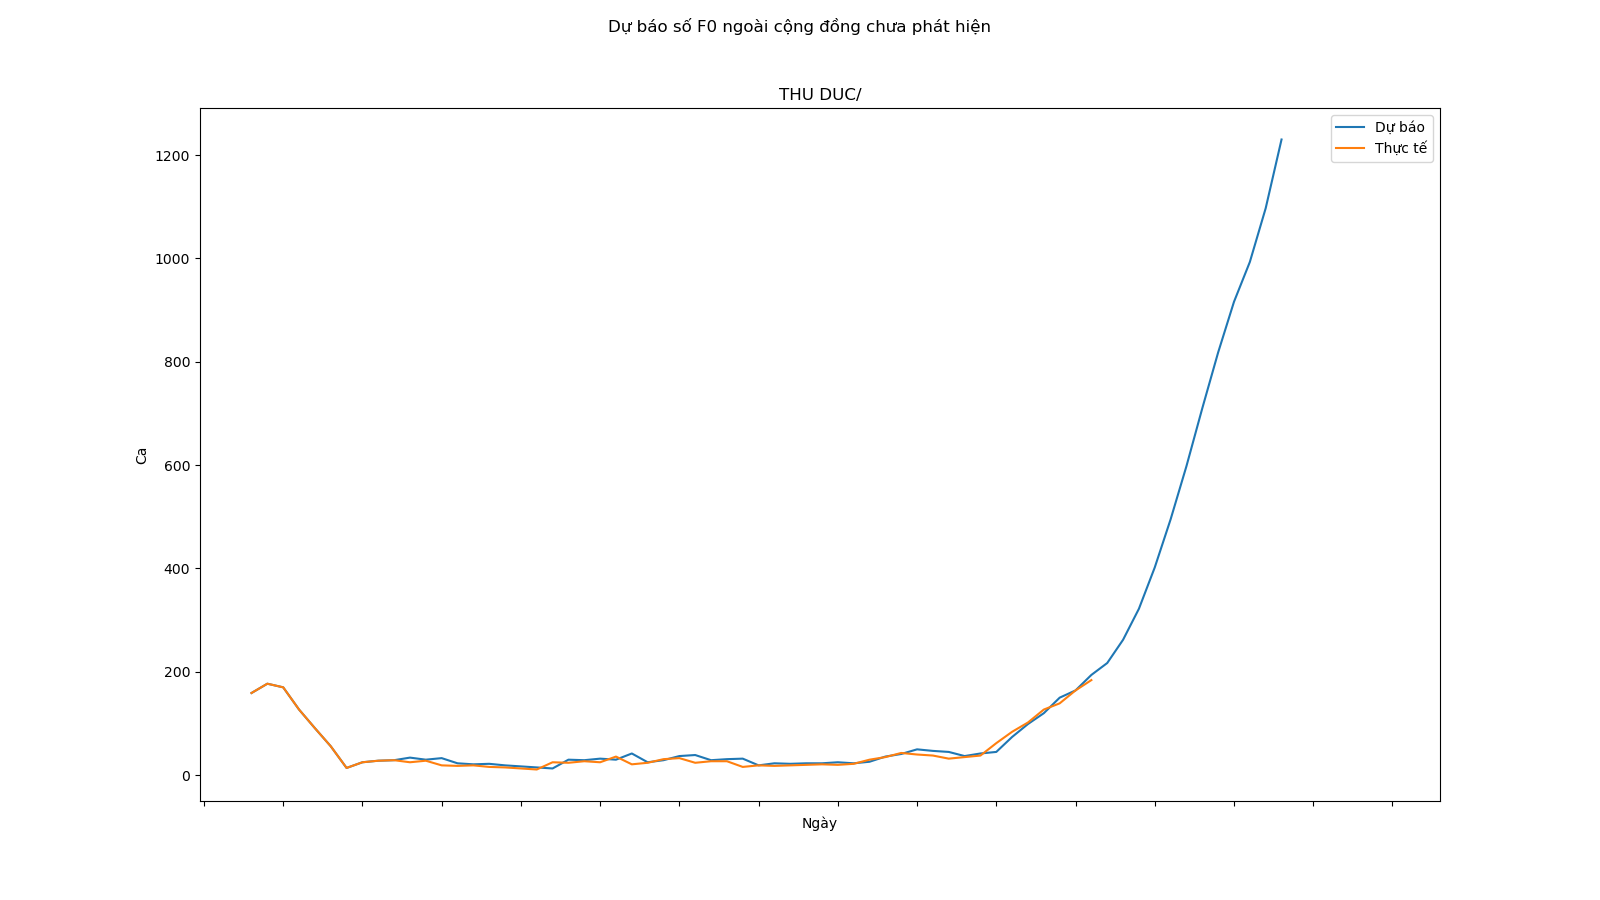 Dự báo số F0 ngoài cộng đồng chưa phát hiện
THU DUC/
Dự báo
Thực tế
1200
1000
800
600
400
200
0
Ca
Ngày